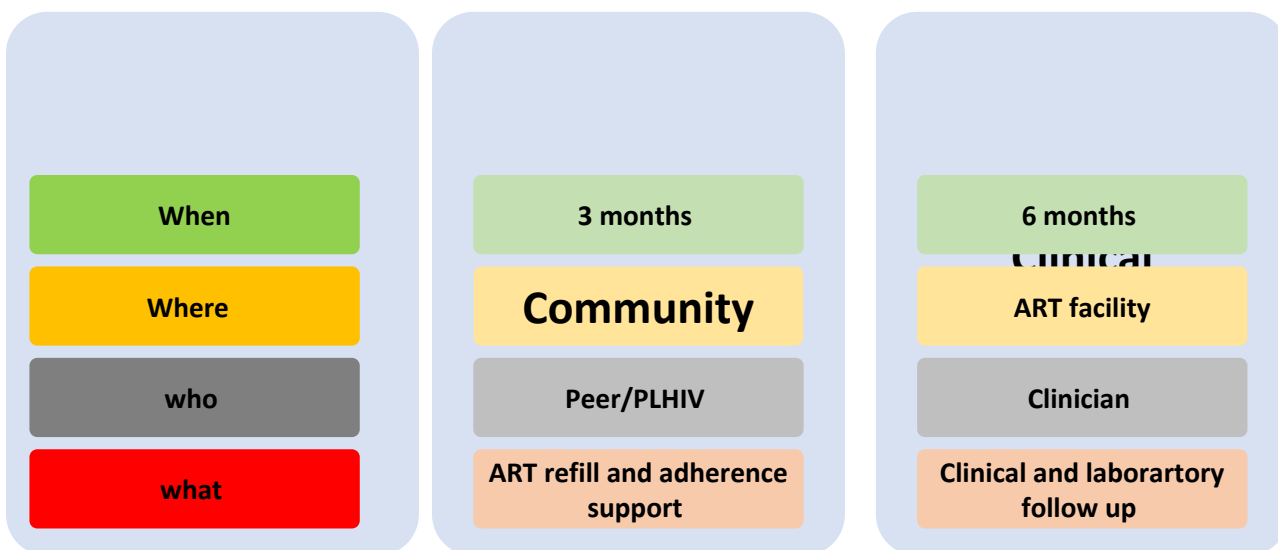 When
3 months
6 months
Clinical
Where
Community
ART facility
who
Peer/PLHIV
Clinician
what
ART refill and adherence
support
Clinical and laborartory
follow up